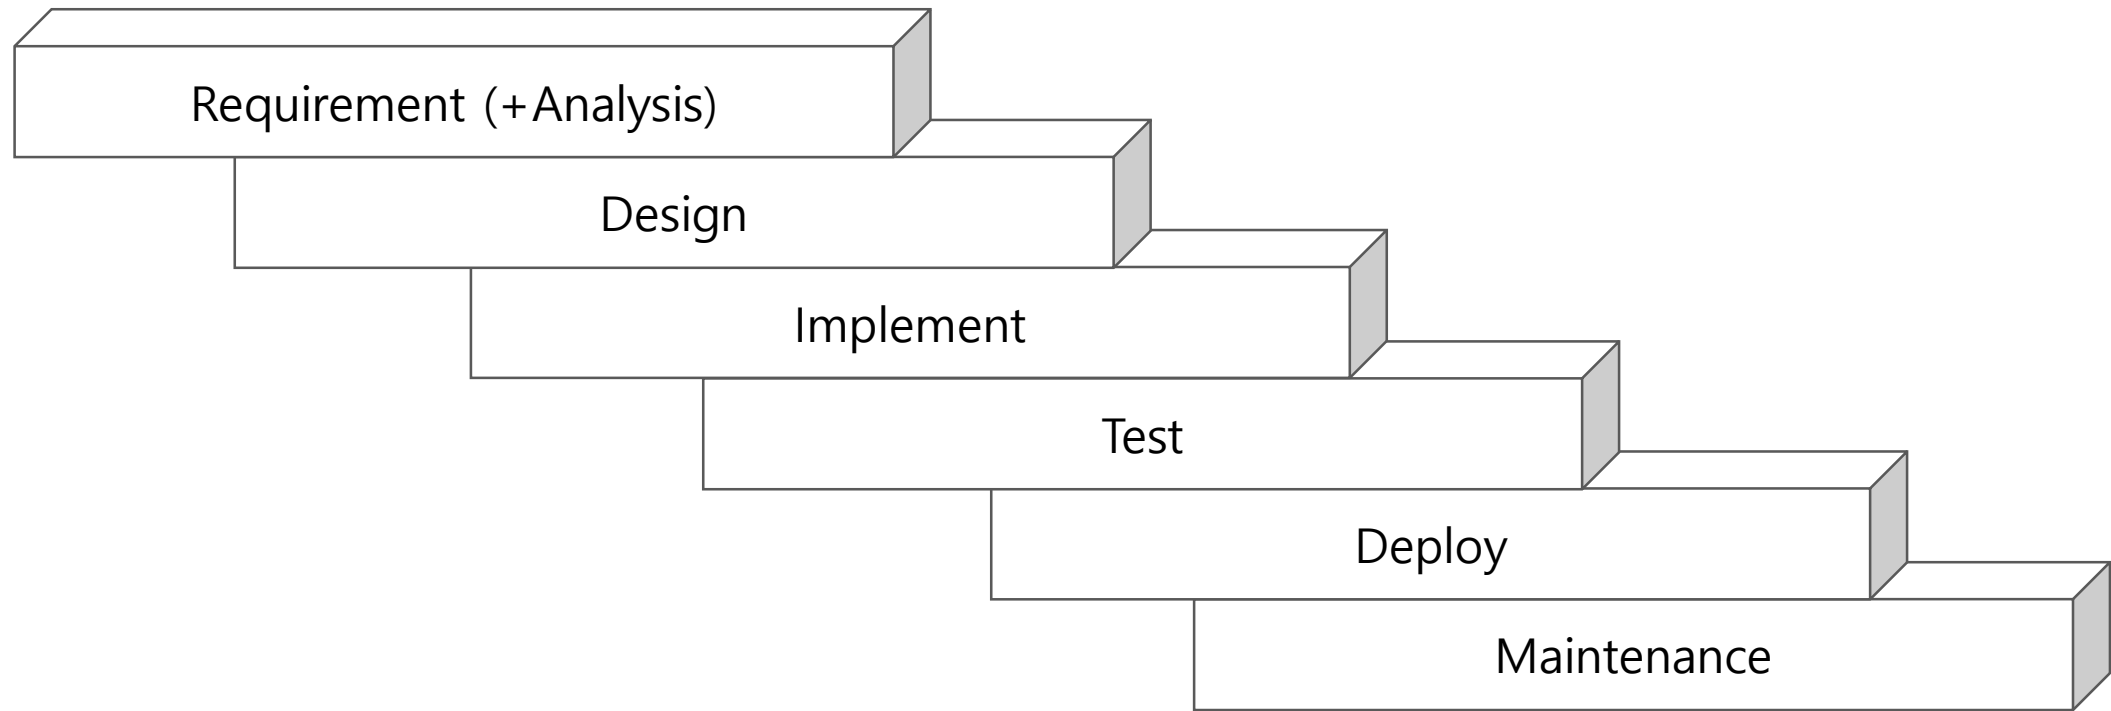 Requirement (+Analysis)
Design
Implement
Test
Deploy
Maintenance